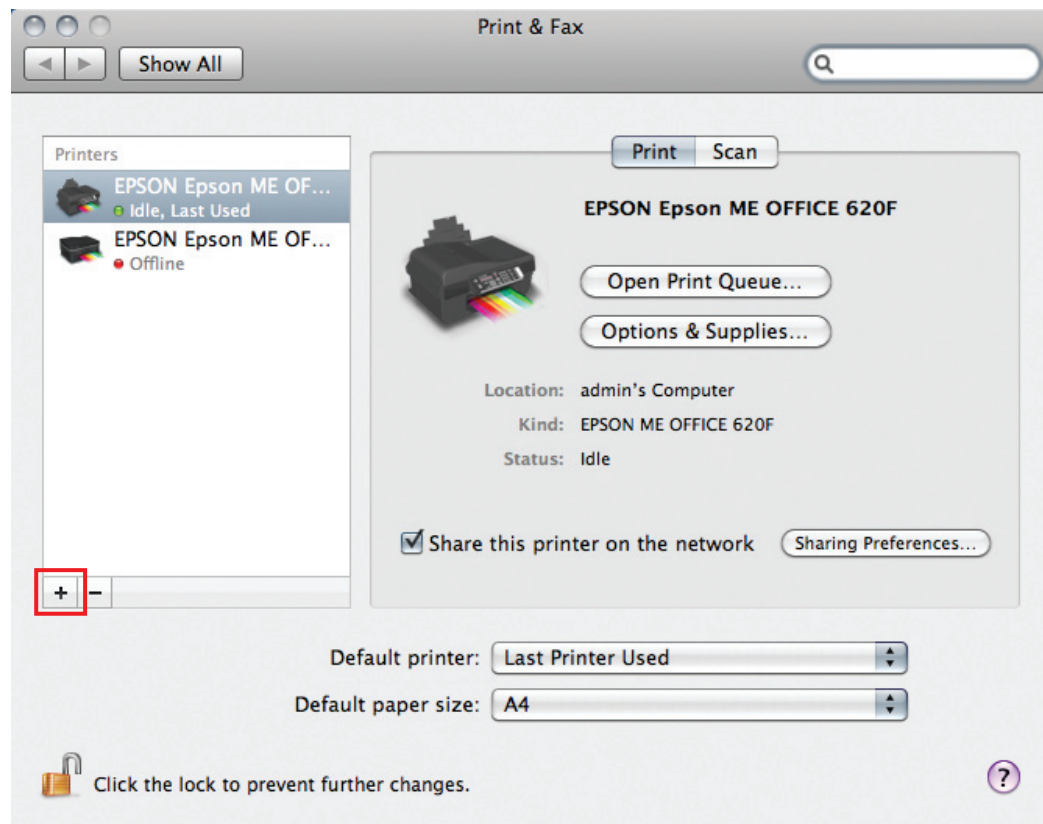 Print & Fax
Show All
Printers
EPSON Epson ME OF...
Idle, Last Used
EPSON Epson ME OF...
Offline
+ −
Print Scan
EPSON Epson ME OFFICE 620F
Open Print Queue...
Options & Supplies...
Location: admin's Computer
Kind: EPSON ME OFFICE 620F
Status: Idle
Share this printer on the network Sharing Preferences...
Default printer: Last Printer Used
Default paper size: A4
Click the lock to prevent further changes.
?